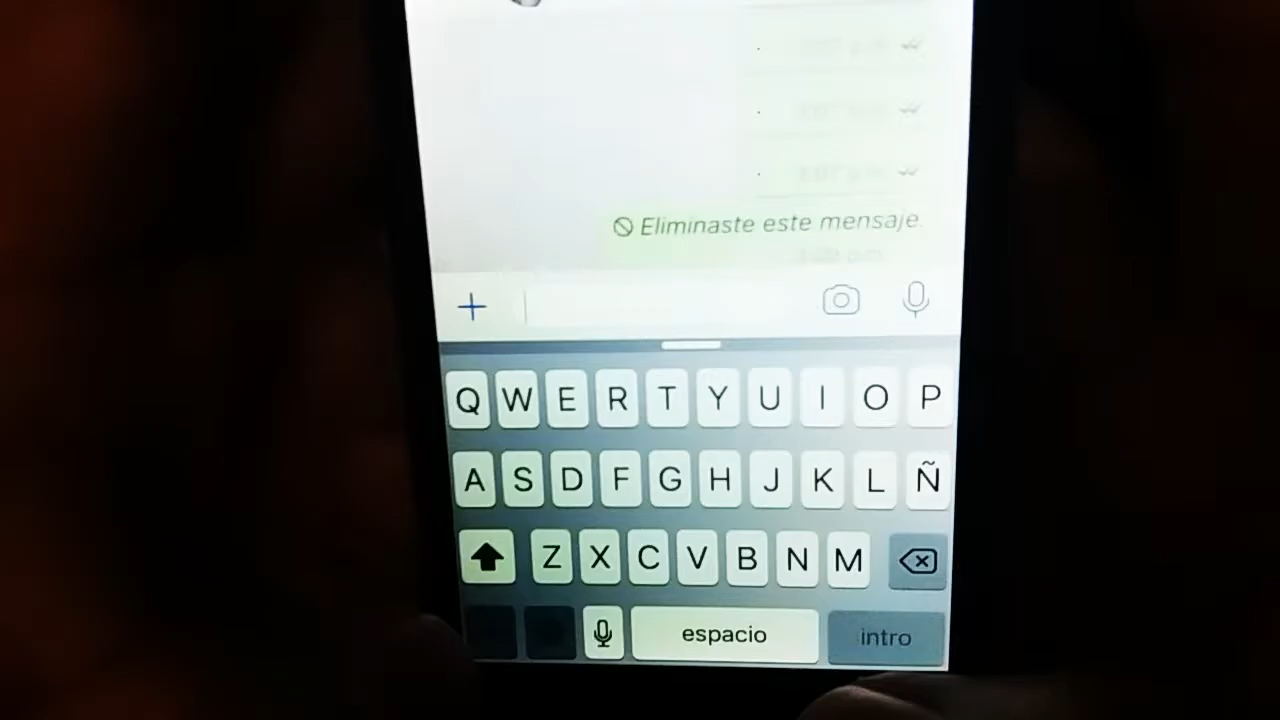 .
.
.
Eliminaste este mensaje.
Q W E R T Y U I O P
A S D F G H J K L Ñ
Z X C V B N M
espacio intro